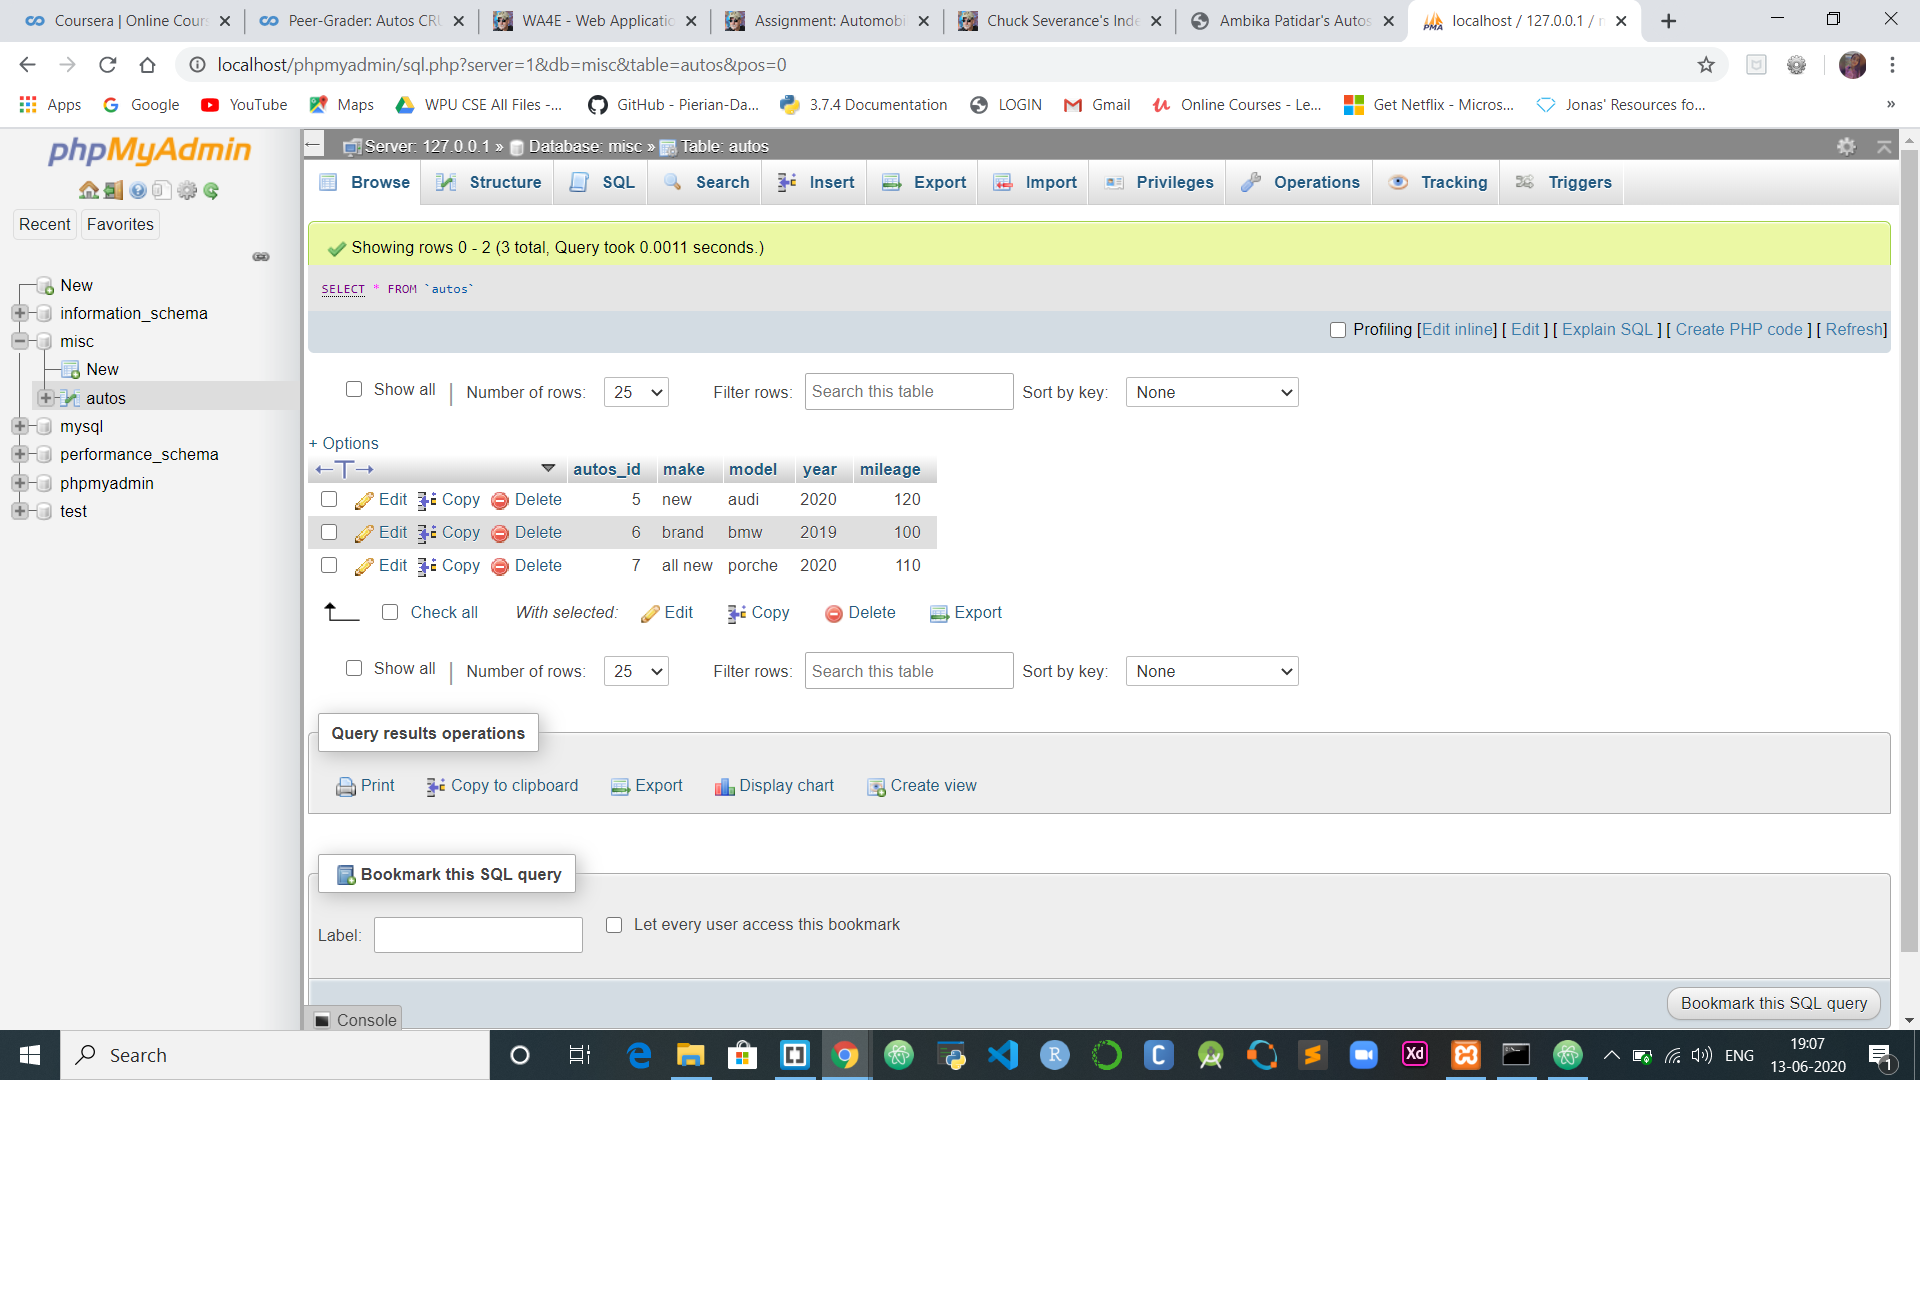 Coursera | Online Cours
Peer-Grader: Autos CRU
WA4E - Web Applicatio
Assignment: Automobi
Chuck Severance's Inde
Ambika Patidar's Autos
localhost / 127.0.0.1 / m
localhost/phpmyadmin/sql.php?server=1&db=misc&table=autos&pos=0
Apps Google YouTube Maps WPU CSE All Files -... GitHub - Pierian-Da... 3.7.4 Documentation LOGIN Gmail Online Courses - Le... Get Netflix - Micros... Jonas' Resources fo... »
phpMyAdmin
Recent Favorites
New
information_schema
misc
New
autos
mysql
performance_schema
phpmyadmin
test
Server: 127.0.0.1 » Database: misc » Table: autos
Browse Structure SQL Search Insert Export Import Privileges Operations Tracking Triggers
Showing rows 0 - 2 (3 total, Query took 0.0011 seconds.)
SELECT * FROM `autos`
Profiling [Edit inline] [ Edit ] [ Explain SQL ] [ Create PHP code ] [ Refresh]
Show all | Number of rows: 25 Filter rows: Search this table Sort by key: None
+ Options
←T→ autos_id make model year mileage
Edit Copy Delete 5 new audi 2020 120
Edit Copy Delete 6 brand bmw 2019 100
Edit Copy Delete 7 all new porche 2020 110
Check all With selected: Edit Copy Delete Export
Show all | Number of rows: 25 Filter rows: Search this table Sort by key: None
Query results operations
Print Copy to clipboard Export Display chart Create view
Bookmark this SQL query
Label: Let every user access this bookmark
Bookmark this SQL query
Console
Search
ENG
19:07
13-06-2020
1